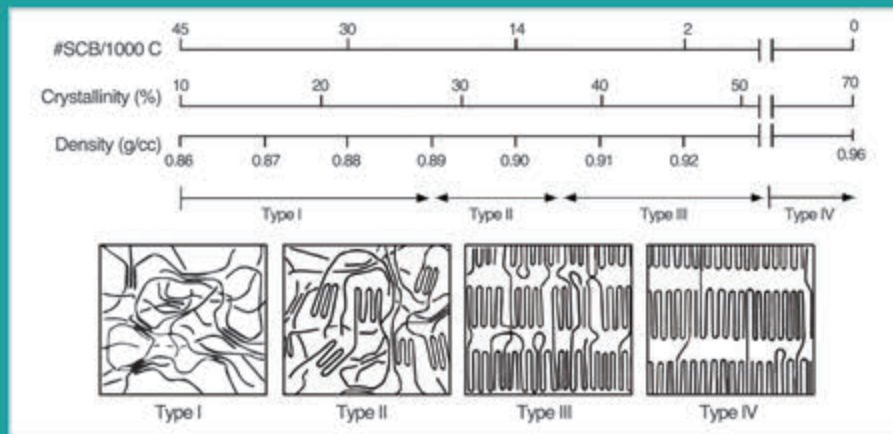 45 30 14 2 0
#SCB/1000 C
10 20 30 40 50 70
Crystallinity (%)
Density (g/cc)
0.86 0.87 0.88 0.89 0.90 0.91 0.92 0.96
Type I Type II Type III Type IV
Type I Type II Type III Type IV